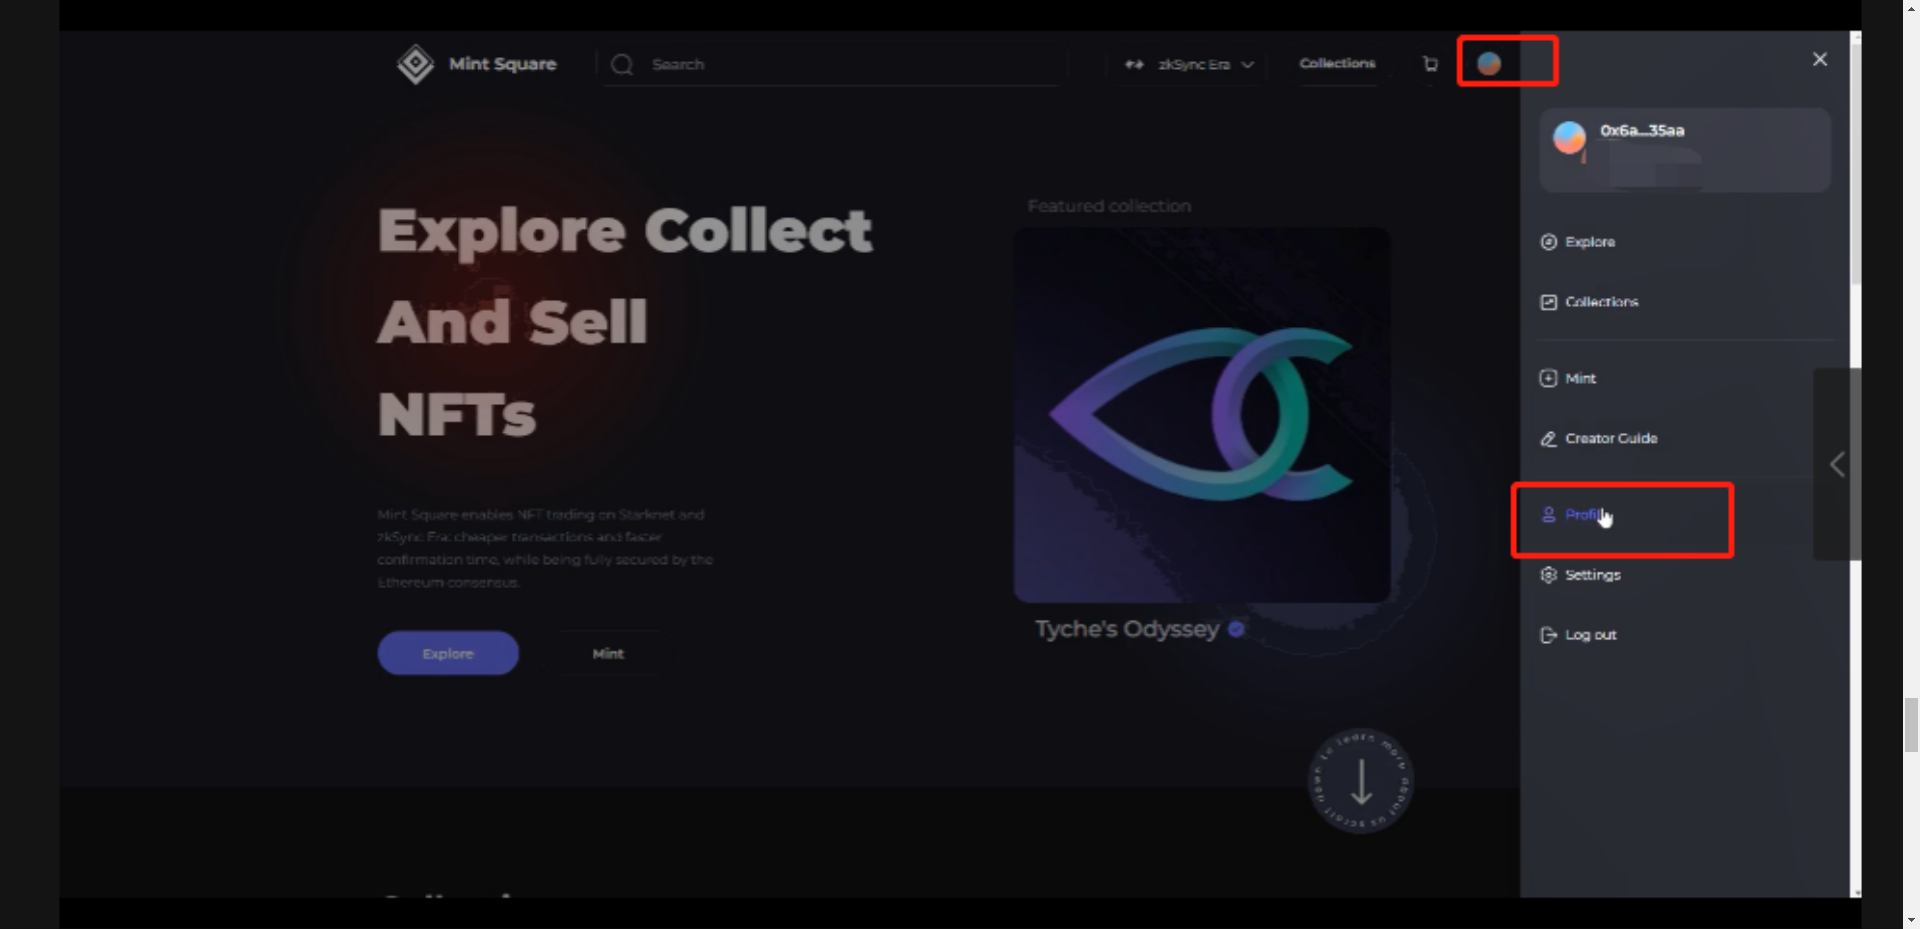 Mint Square
Search
zkSync Era
Collections
0x6a...35aa
Explore Collect
And Sell
NFTs
Featured collection
Explore
Collections
Mint
Creator Guide
Settings
Log out
Mint Square enables NFT trading on Starknet and
zkSync Era: cheaper transactions and faster
confirmation time, while being fully secured by the
Ethereum consensus.
Explore
Mint
Tyche's Odyssey
scroll down to learn more about us